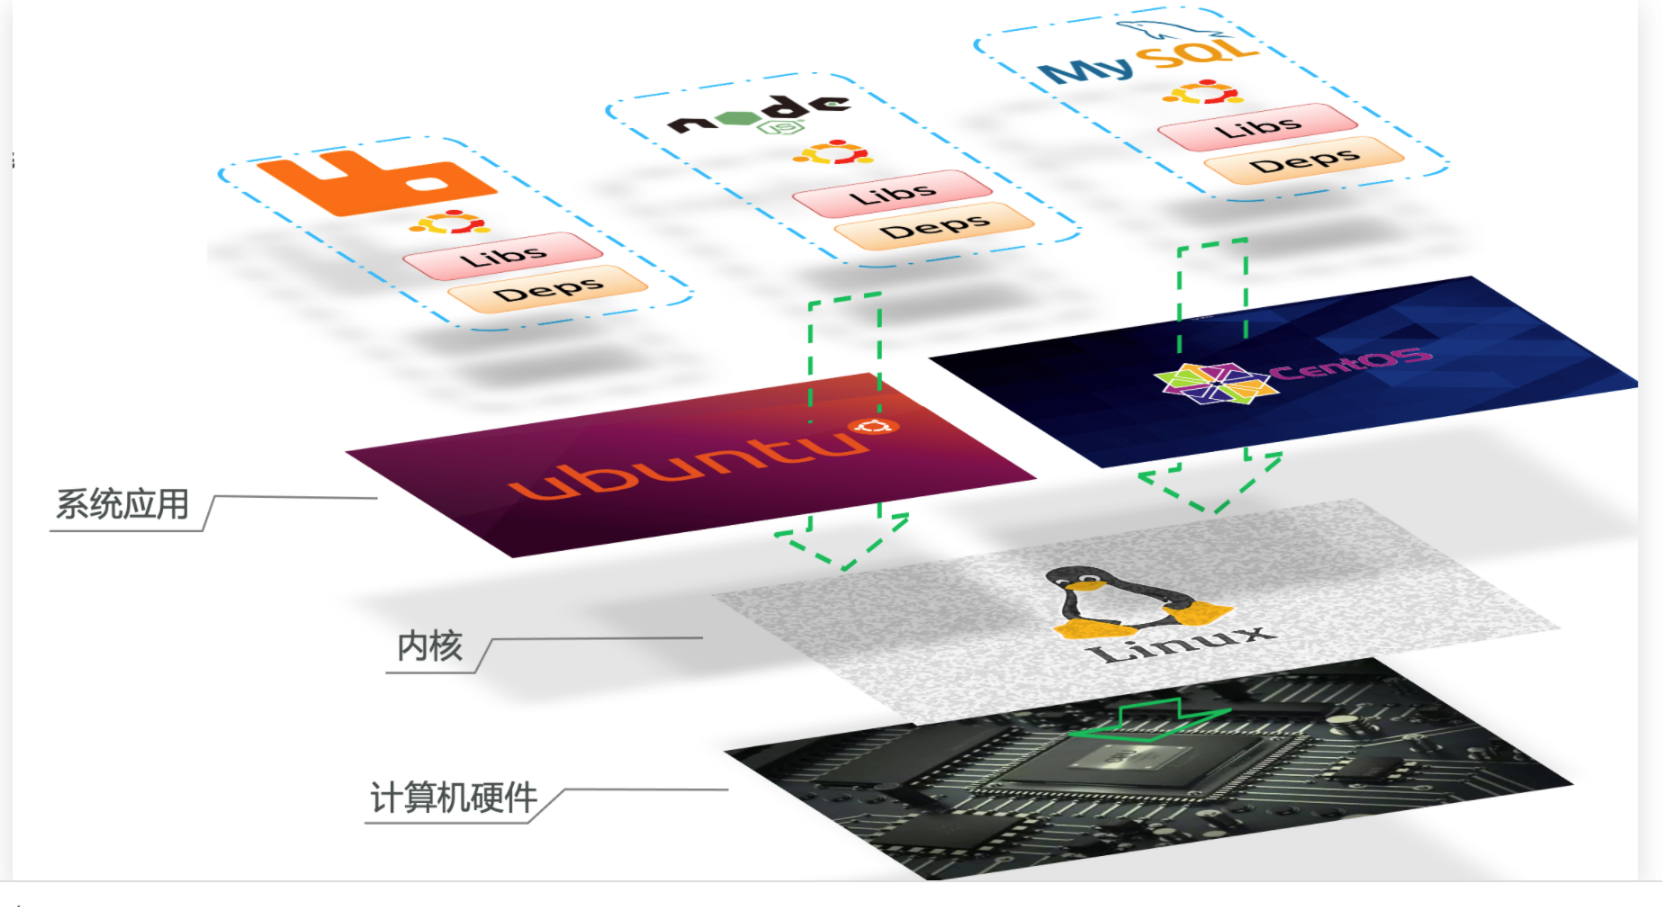 MySQL
Libs
Deps
node
JS
Libs
Deps
Libs
Deps
CentOS
ubuntu
系统应用
Linux
内核
计算机硬件